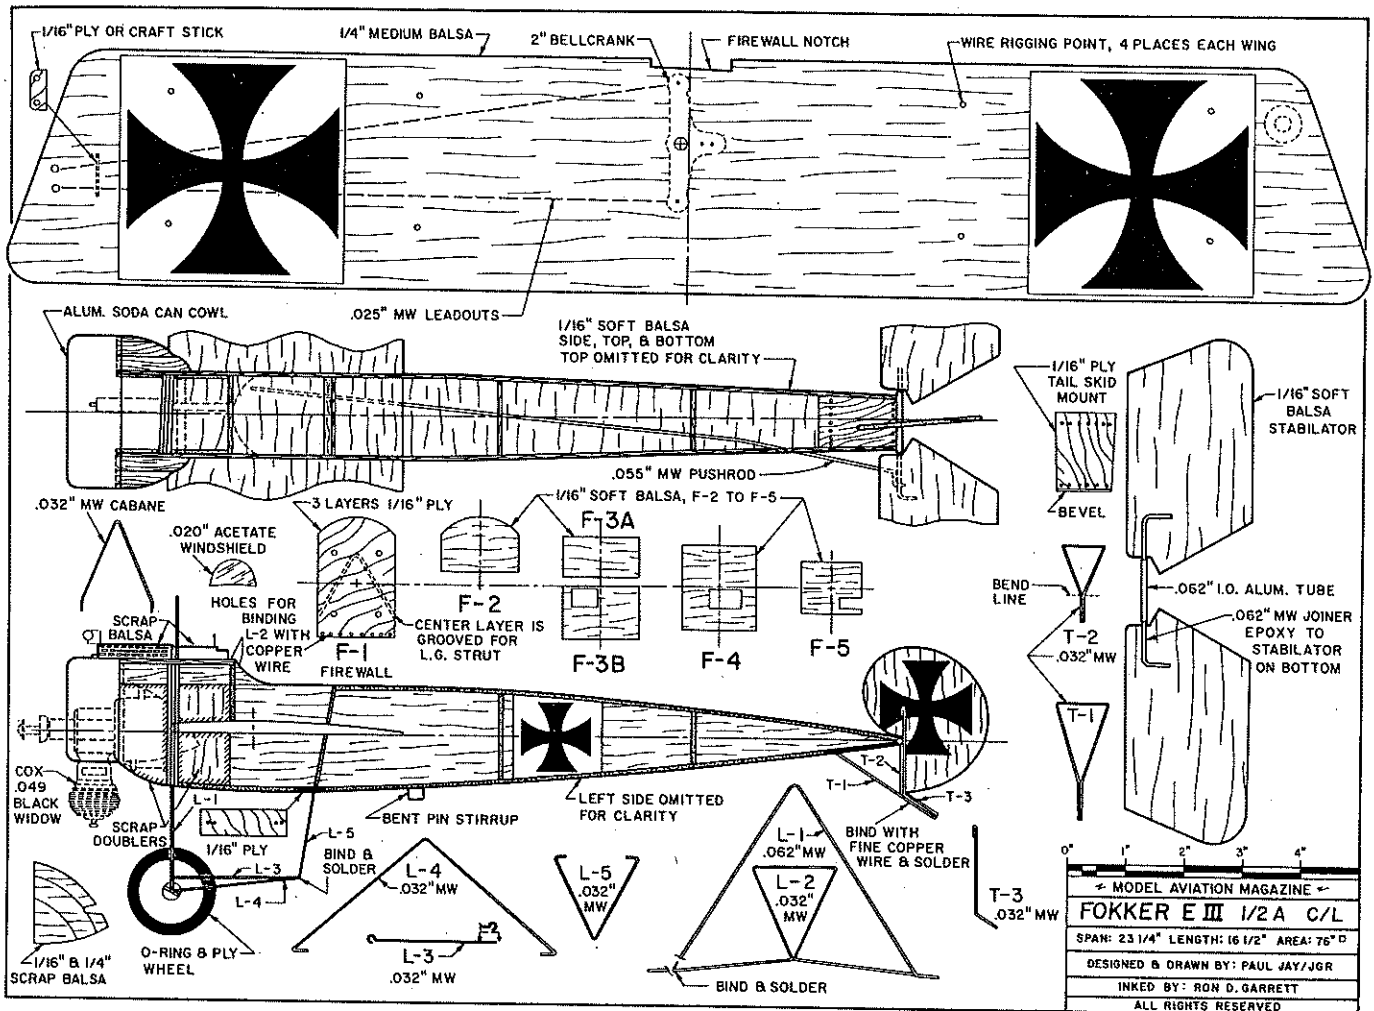 1/16" PLY OR CRAFT STICK
1/4" MEDIUM BALSA
2" BELLCRANK
FIREWALL NOTCH
WIRE RIGGING POINT, 4 PLACES EACH WING
ALUM. SODA CAN COWL
.025" MW LEADOUTS
1/16" SOFT BALSA
SIDE, TOP, & BOTTOM
TOP OMITTED FOR CLARITY
1/16" PLY
TAIL SKID
MOUNT
1/16" SOFT
BALSA
STABILATOR
BEVEL
.055" MW PUSHROD
.032" MW CABANE
.020" ACETATE
WINDSHIELD
3 LAYERS 1/16" PLY
1/16" SOFT BALSA, F-2 TO F-5
F-3A
F-2
HOLES FOR
BINDING
L-2 WITH
COPPER
WIRE
CENTER LAYER IS
GROOVED FOR
L.G. STRUT
F-1
FIREWALL
F-3B
F-4
F-5
BEND
LINE
T-2
.032" MW
.062" I.O. ALUM. TUBE
.062" MW JOINER
EPOXY TO
STABILATOR
ON BOTTOM
T-1
SCRAP
BALSA
COX
.049
BLACK
WIDOW
SCRAP
DOUBLERS
L-1
1/16" PLY
L-5
BIND &
SOLDER
L-3
L-4
BENT PIN STIRRUP
LEFT SIDE OMITTED
FOR CLARITY
T-2
T-1
T-3
BIND WITH
FINE COPPER
WIRE & SOLDER
1/16" & 1/4"
SCRAP BALSA
O-RING & PLY
WHEEL
L-4
.032" MW
L-3
.032" MW
L-5
.032"
MW
L-1
.062" MW
L-2
.032"
MW
BIND & SOLDER
T-3
.032" MW
0" 1" 2" 3" 4"
MODEL AVIATION MAGAZINE
FOKKER E III 1/2 A C/L
SPAN: 23 1/4" LENGTH: 16 1/2" AREA: 76" □
DESIGNED & DRAWN BY: PAUL JAY/JGR
INKED BY: RON D. GARRETT
ALL RIGHTS RESERVED